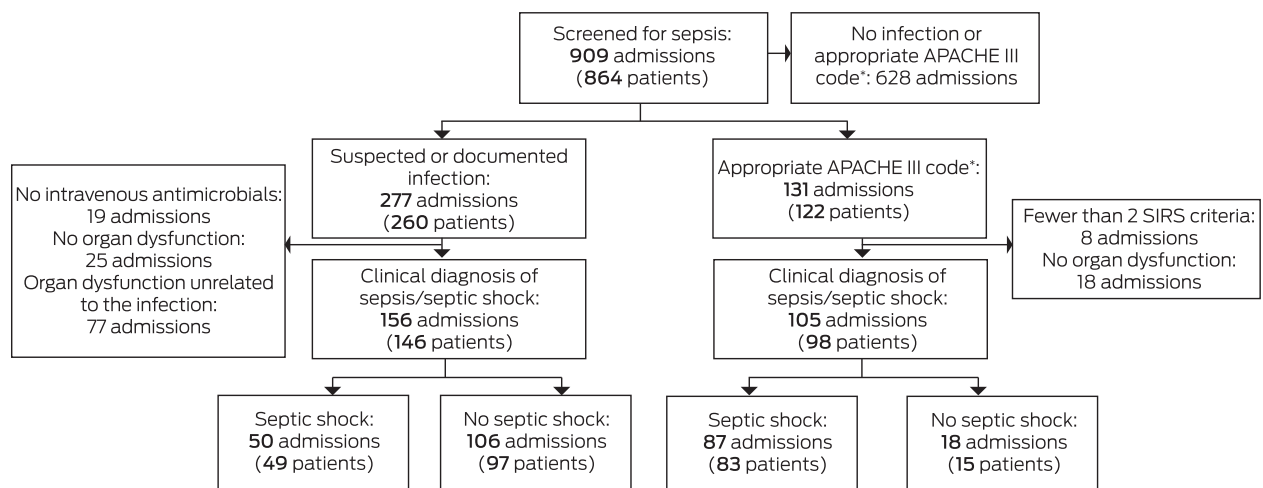 Screened for sepsis:
909 admissions
(864 patients)
No infection or
appropriate APACHE III
code*: 628 admissions
Suspected or documented
infection:
277 admissions
(260 patients)
Appropriate APACHE III code*:
131 admissions
(122 patients)
No intravenous antimicrobials:
19 admissions
No organ dysfunction:
25 admissions
Organ dysfunction unrelated
to the infection:
77 admissions
Fewer than 2 SIRS criteria:
8 admissions
No organ dysfunction:
18 admissions
Clinical diagnosis of
sepsis/septic shock:
156 admissions
(146 patients)
Clinical diagnosis of
sepsis/septic shock:
105 admissions
(98 patients)
Septic shock:
50 admissions
(49 patients)
No septic shock:
106 admissions
(97 patients)
Septic shock:
87 admissions
(83 patients)
No septic shock:
18 admissions
(15 patients)